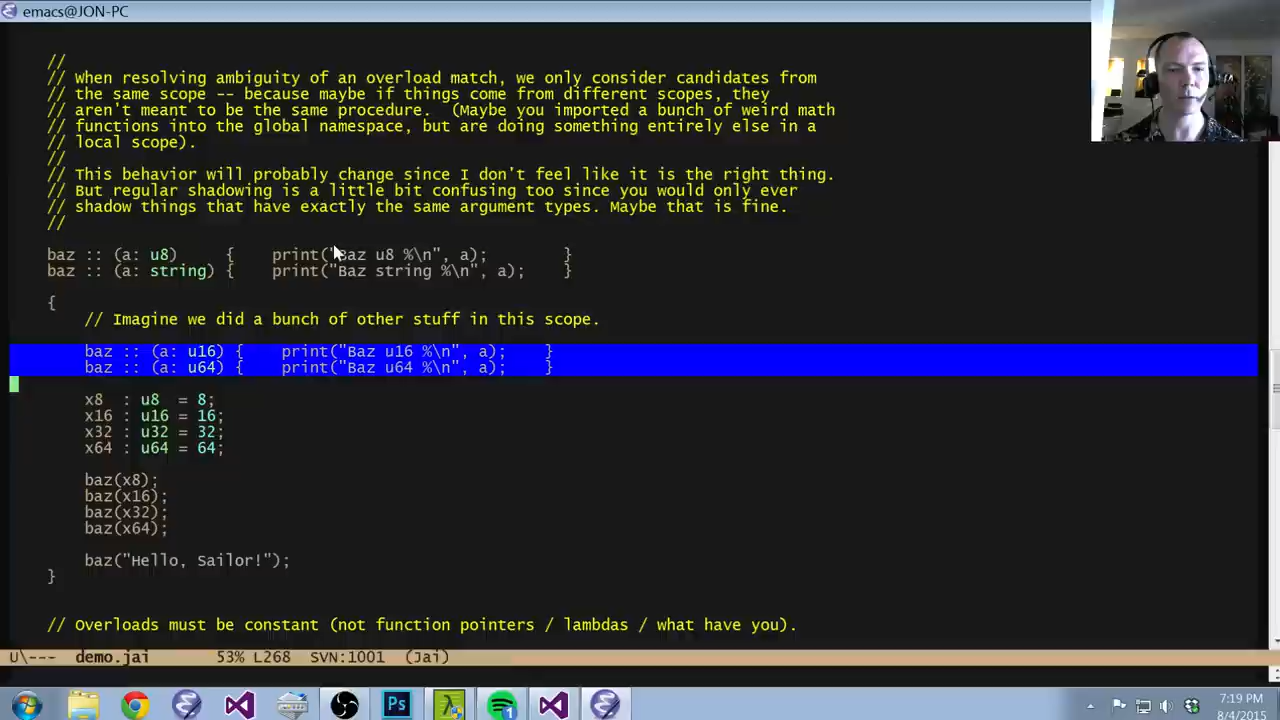 emacs@JON-PC
//
// When resolving ambiguity of an overload match, we only consider candidates from
// the same scope -- because maybe if things come from different scopes, they
// aren't meant to be the same procedure.  (Maybe you imported a bunch of weird math
// functions into the global namespace, but are doing something entirely else in a
// local scope).
//
// This behavior will probably change since I don't feel like it is the right thing.
// But regular shadowing is a little bit confusing too since you would only ever
// shadow things that have exactly the same argument types. Maybe that is fine.
//
baz :: (a: u8)     {    print("Baz u8 %\n", a);        }
baz :: (a: string) {    print("Baz string %\n", a);    }
{
// Imagine we did a bunch of other stuff in this scope.
baz :: (a: u16) {    print("Baz u16 %\n", a);    }
baz :: (a: u64) {    print("Baz u64 %\n", a);    }
x8  : u8  = 8;
x16 : u16 = 16;
x32 : u32 = 32;
x64 : u64 = 64;
baz(x8);
baz(x16);
baz(x32);
baz(x64);
baz("Hello, Sailor!");
}
// Overloads must be constant (not function pointers / lambdas / what have you).
U\--- demo.jai 53% L268 SVN:1001 (Jai)
Ps
1
7:19 PM
8/4/2015